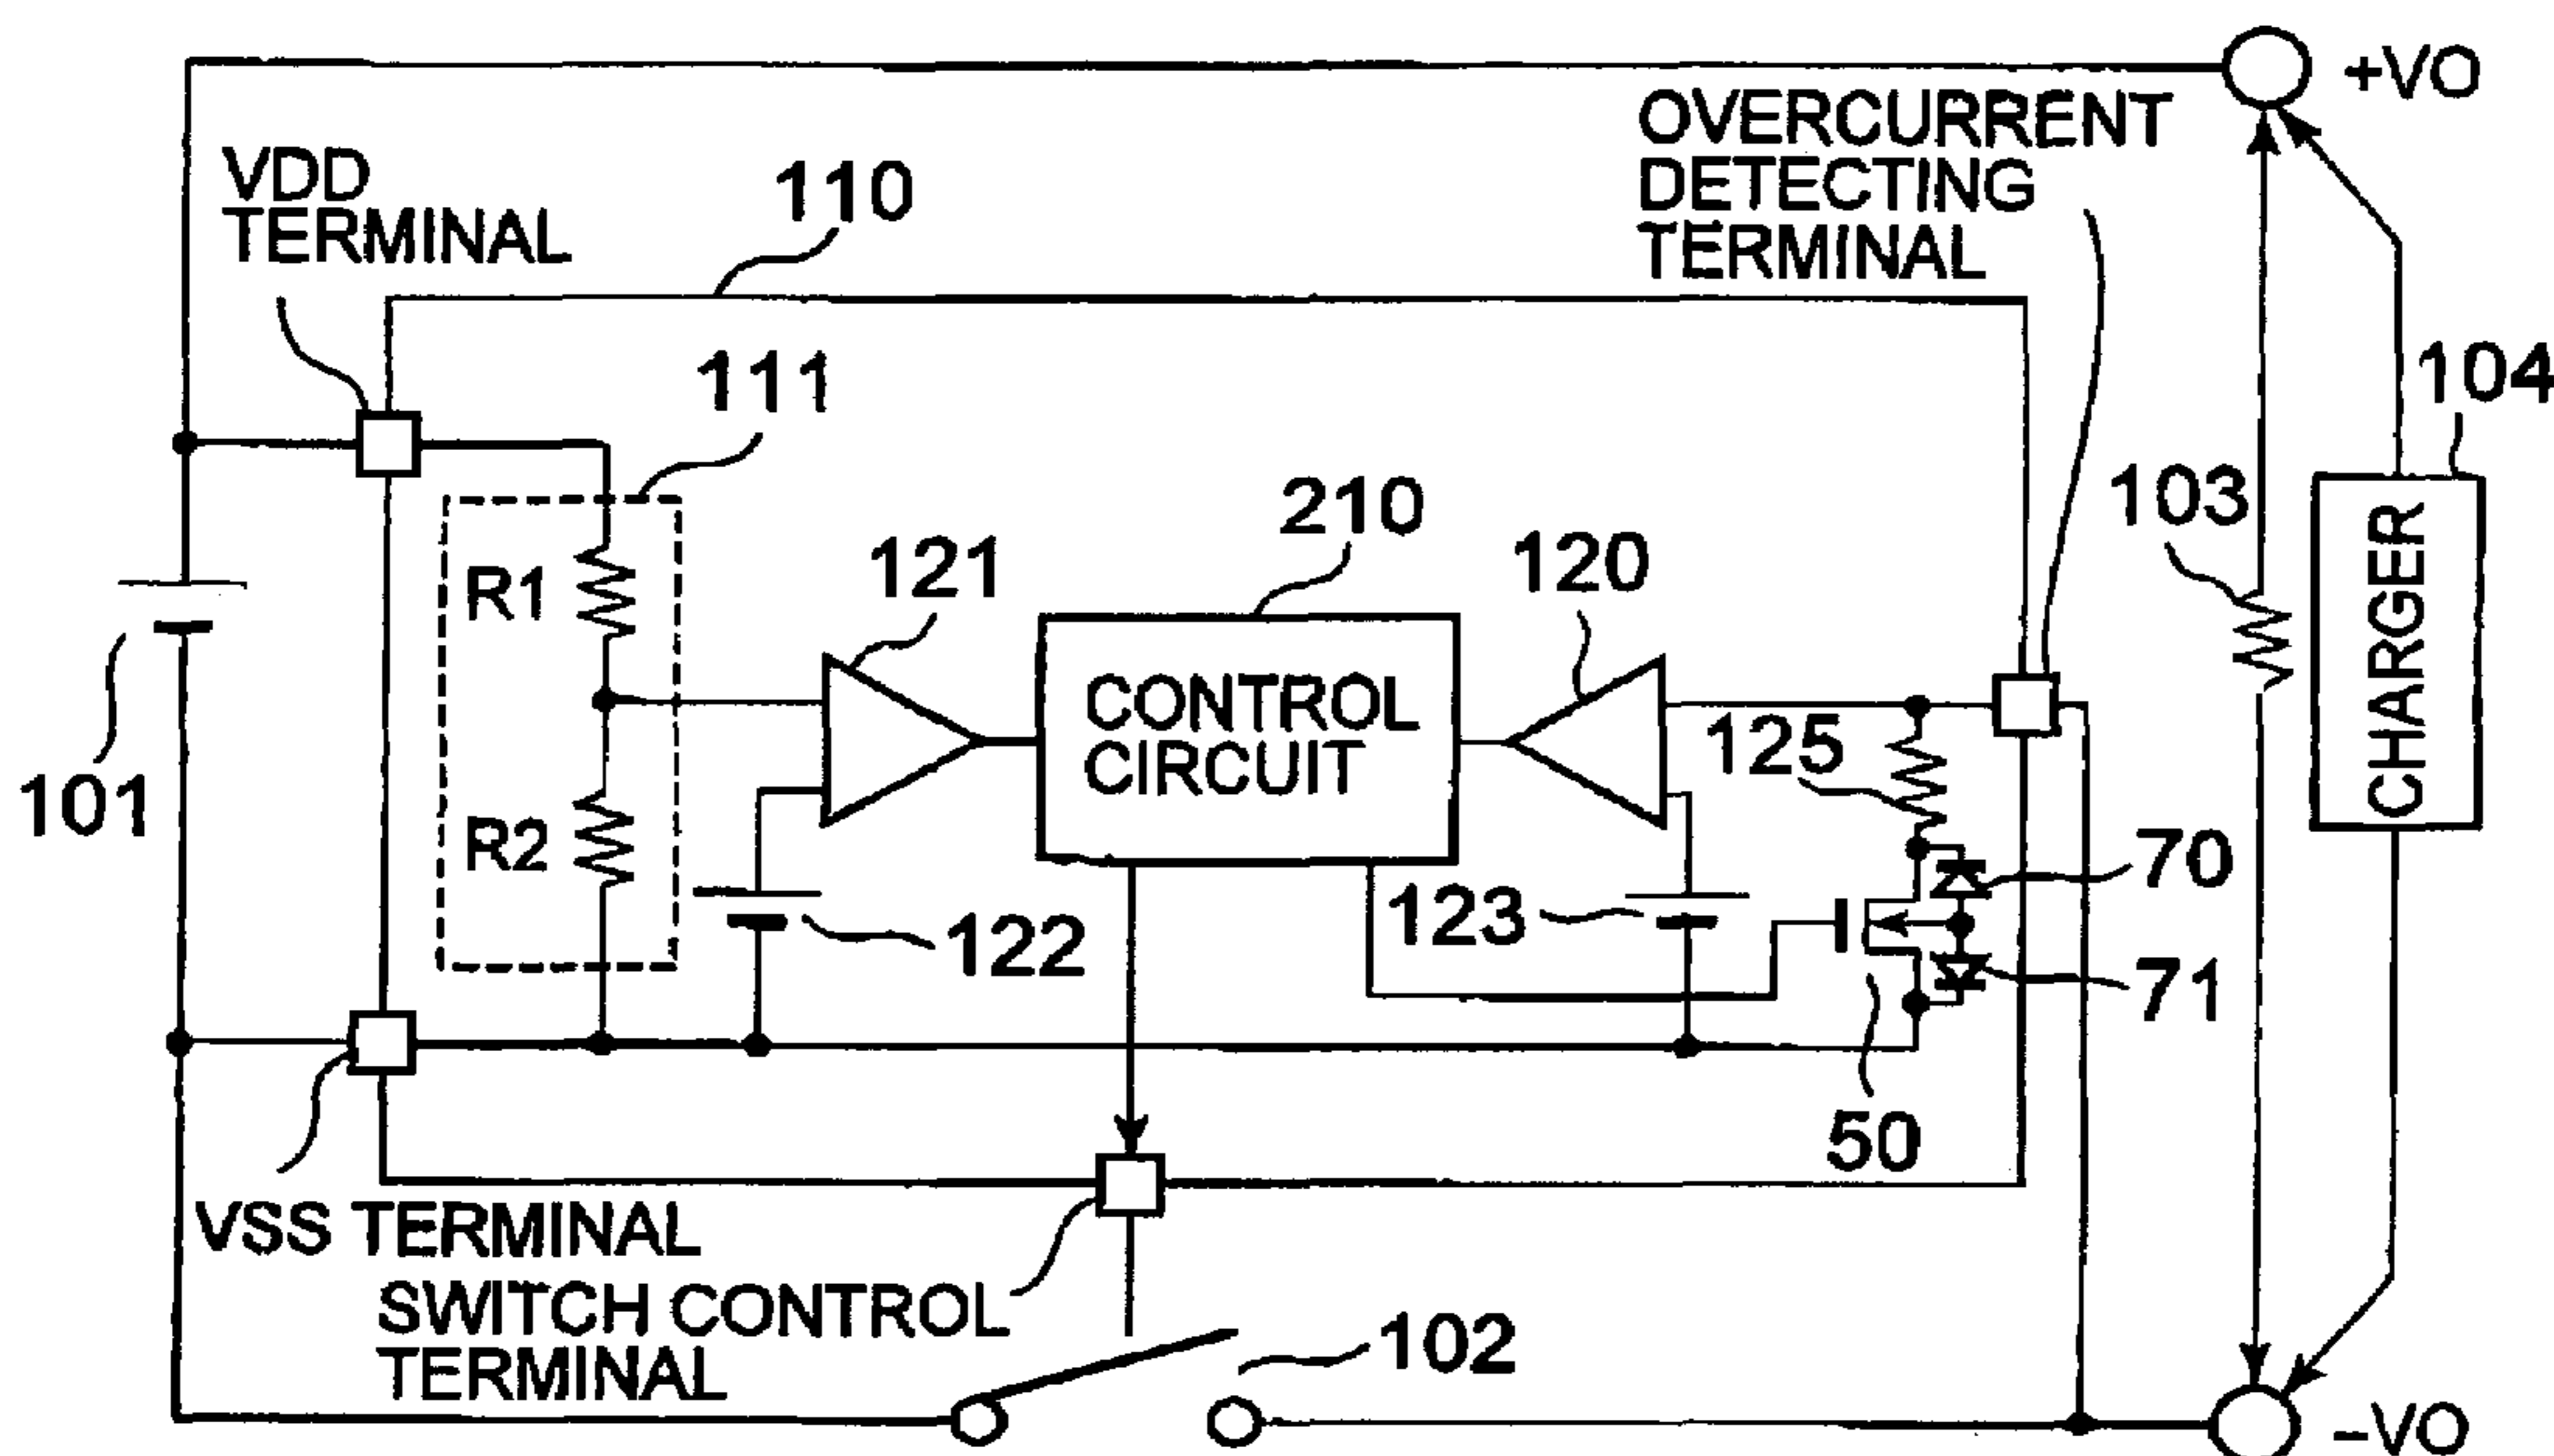 +VO
OVERCURRENT
DETECTING
TERMINAL
VDD
TERMINAL
110
111
104
103
210
120
121
R1
CHARGER
CONTROL
CIRCUIT
125
101
R2
70
123
122
71
50
VSS TERMINAL
SWITCH CONTROL
TERMINAL
102
−VO